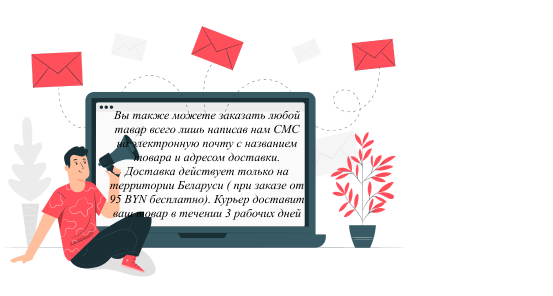 Вы также можете заказать любой
тавар всего лишь написав нам СМС
на электронную почту с названием
товара и адресом доставки.
Доставка действует только на
территории Беларуси ( при заказе от
95 BYN бесплатно). Курьер доставит
ваш товар в течении 3 рабочих дней